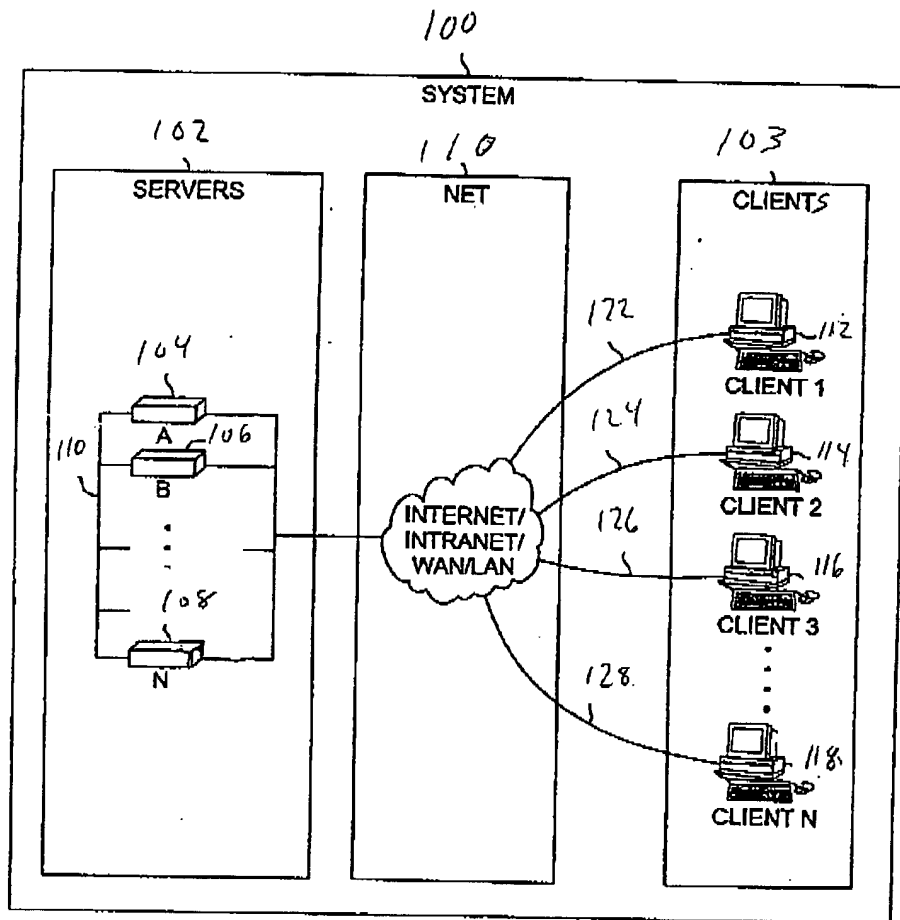 100
SYSTEM
102
110
103
SERVERS
NET
CLIENTS
122
112
CLIENT 1
104
A
106
110
B
124
114
CLIENT 2
INTERNET/
INTRANET/
WAN/LAN
126
116
CLIENT 3
108
N
128
118
CLIENT N